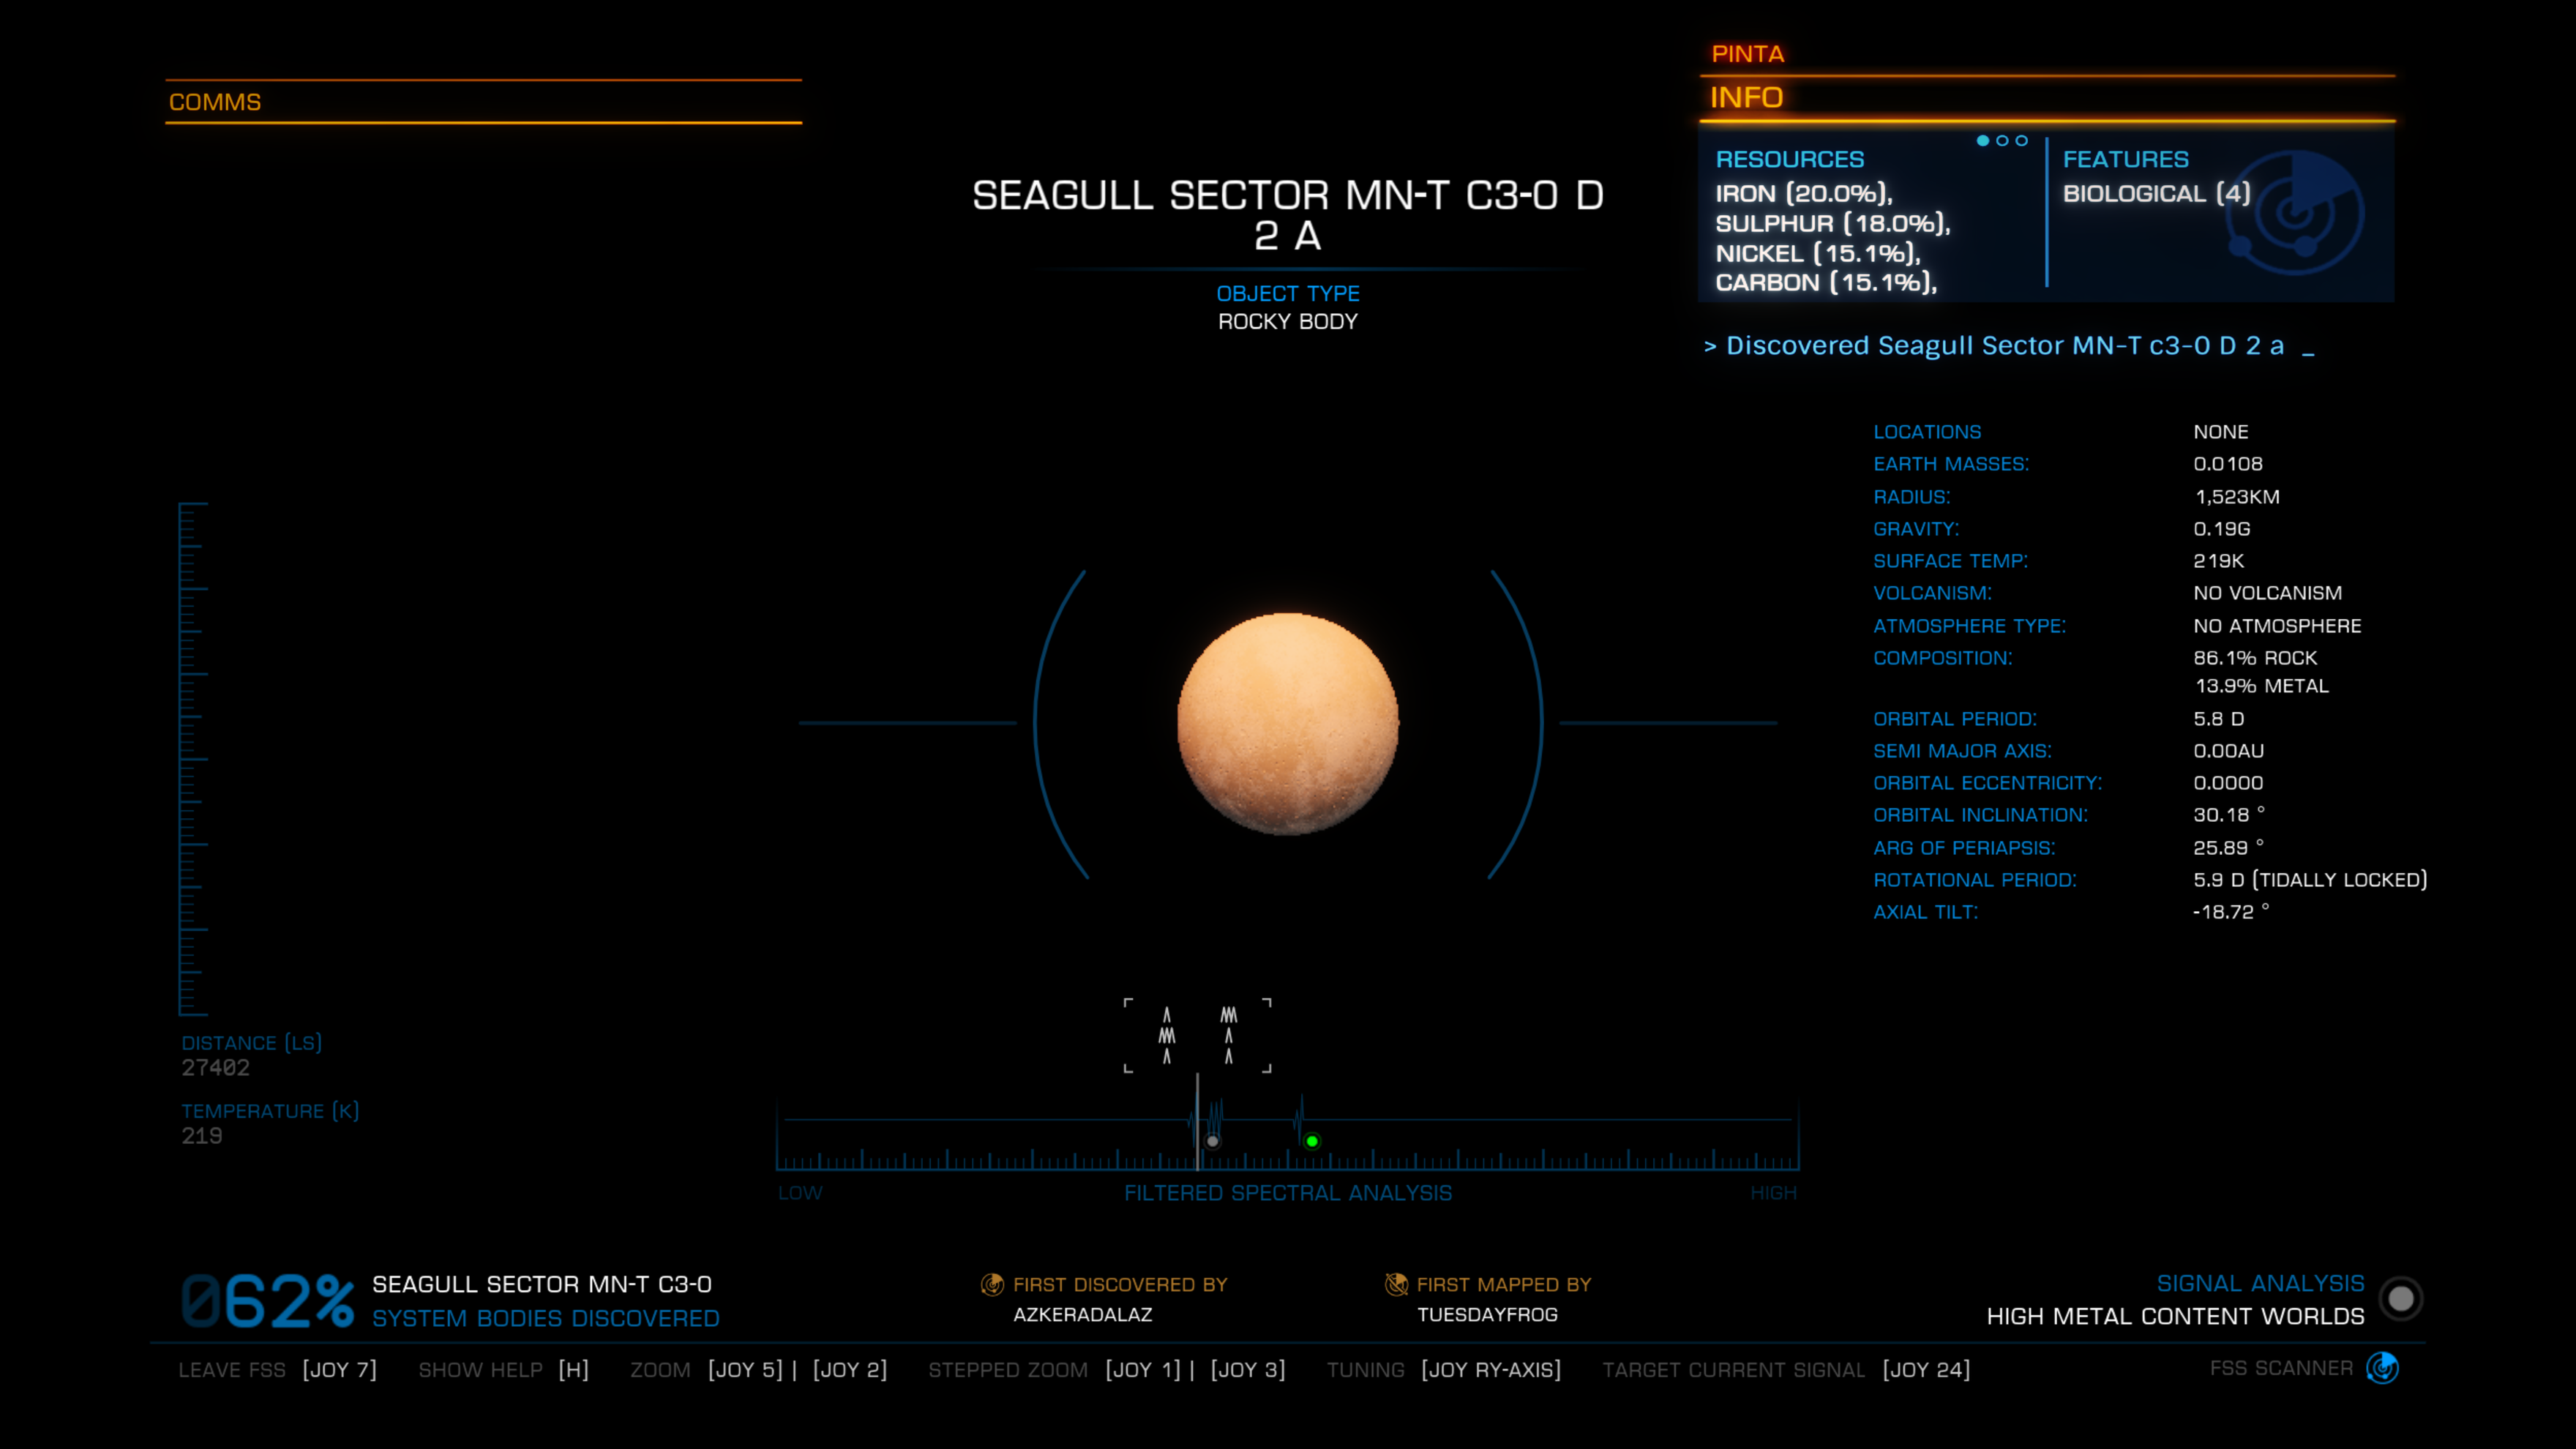 COMMS
PINTA
INFO
SEAGULL SECTOR MN-T C3-0 D
2 A
OBJECT TYPE
ROCKY BODY
RESOURCES
IRON (20.0%),
SULPHUR (18.0%),
NICKEL (15.1%),
CARBON (15.1%),
FEATURES
BIOLOGICAL (4)
> Discovered Seagull Sector MN-T c3-0 D 2 a _
LOCATIONS NONE
EARTH MASSES: 0.0108
RADIUS: 1,523KM
GRAVITY: 0.19G
SURFACE TEMP: 219K
VOLCANISM: NO VOLCANISM
ATMOSPHERE TYPE: NO ATMOSPHERE
COMPOSITION: 86.1% ROCK
13.9% METAL
ORBITAL PERIOD: 5.8 D
SEMI MAJOR AXIS: 0.00AU
ORBITAL ECCENTRICITY: 0.0000
ORBITAL INCLINATION: 30.18 °
ARG OF PERIAPSIS: 25.89 °
ROTATIONAL PERIOD: 5.9 D (TIDALLY LOCKED)
AXIAL TILT: -18.72 °
DISTANCE (LS)
27402
TEMPERATURE (K)
219
LOW FILTERED SPECTRAL ANALYSIS HIGH
062% SEAGULL SECTOR MN-T C3-0
SYSTEM BODIES DISCOVERED
FIRST DISCOVERED BY
AZKERADALAZ
FIRST MAPPED BY
TUESDAYFROG
SIGNAL ANALYSIS
HIGH METAL CONTENT WORLDS
LEAVE FSS [JOY 7] SHOW HELP [H] ZOOM [JOY 5] | [JOY 2] STEPPED ZOOM [JOY 1] | [JOY 3] TUNING [JOY RY-AXIS] TARGET CURRENT SIGNAL [JOY 24] FSS SCANNER